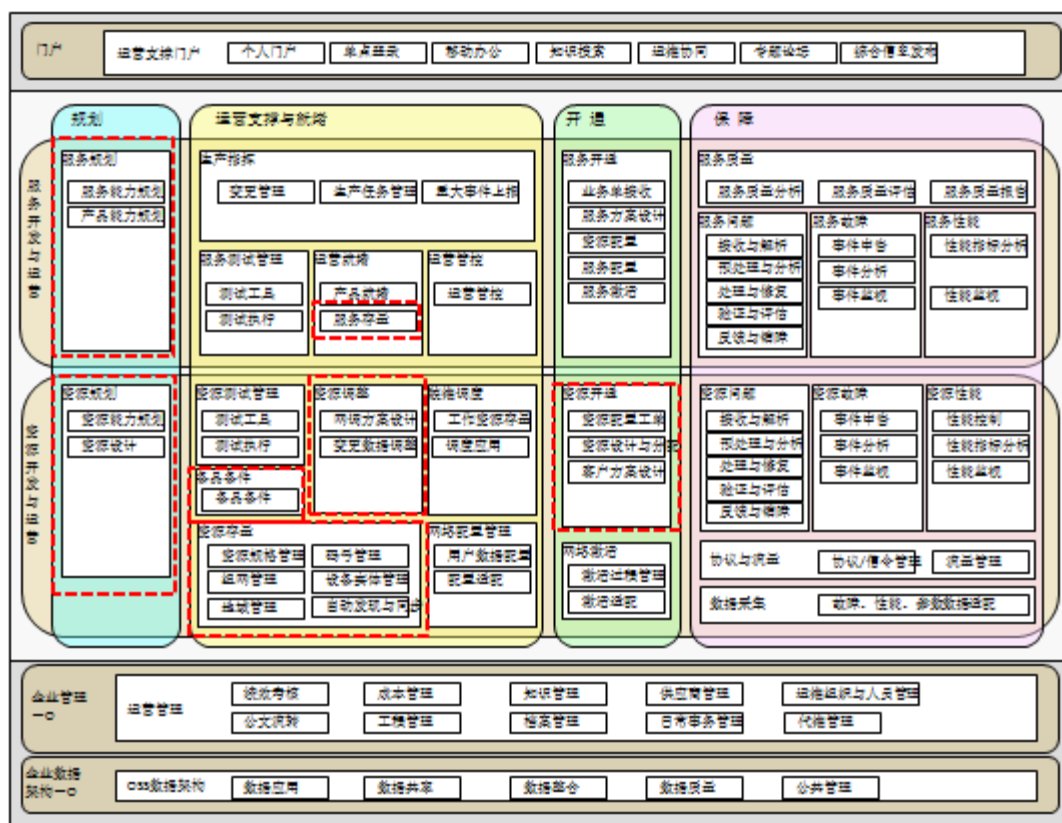 门户
运营支撑门户
个人门户
单点登录
移动办公
知识搜索
运维协同
专题论坛
综合信息发布
规划
运营支撑与就绪
开通
保障
服务开发与运营
服务规划
服务能力规划
产品能力规划
生产指挥
变更管理
生产任务管理
重大事件上报
服务测试管理
测试工具
测试执行
运营就绪
产品就绪
服务存量
运营管控
运营管控
服务开通
业务单接收
服务方案设计
资源配置
服务配置
服务激活
服务质量
服务质量分析
服务质量评估
服务质量报告
服务问题
接收与解析
预处理与分析
处理与修复
验证与评估
反馈与销障
服务故障
事件申告
事件分析
事件监视
服务性能
性能指标分析
性能监视
资源开发与运营
资源规划
资源能力规划
资源设计
资源测试管理
测试工具
测试执行
资源调整
网调方案设计
变更数据调整
装维调度
工作资源存量
调度应用
备品备件
备品备件
资源存量
资源规格管理
码号管理
组网管理
设备实体管理
地域管理
自动发现与同步
网络配置管理
用户数据配置
配置适配
资源开通
资源配置工单
资源设计与分配
客户方案设计
网络激活
激活过程管理
激活适配
资源问题
接收与解析
预处理与分析
处理与修复
验证与评估
反馈与销障
资源故障
事件申告
事件分析
事件监视
资源性能
性能控制
性能指标分析
性能监视
协议与流量
协议/信令管理
流量管理
数据采集
故障、性能、参数数据适配
企业管理
—O
运营管理
绩效考核
成本管理
知识管理
供应商管理
运维组织与人员管理
公文流转
工程管理
档案管理
日常事务管理
代维管理
企业数据
架构—O
OSS数据架构
数据应用
数据共享
数据整合
数据质量
公共管理